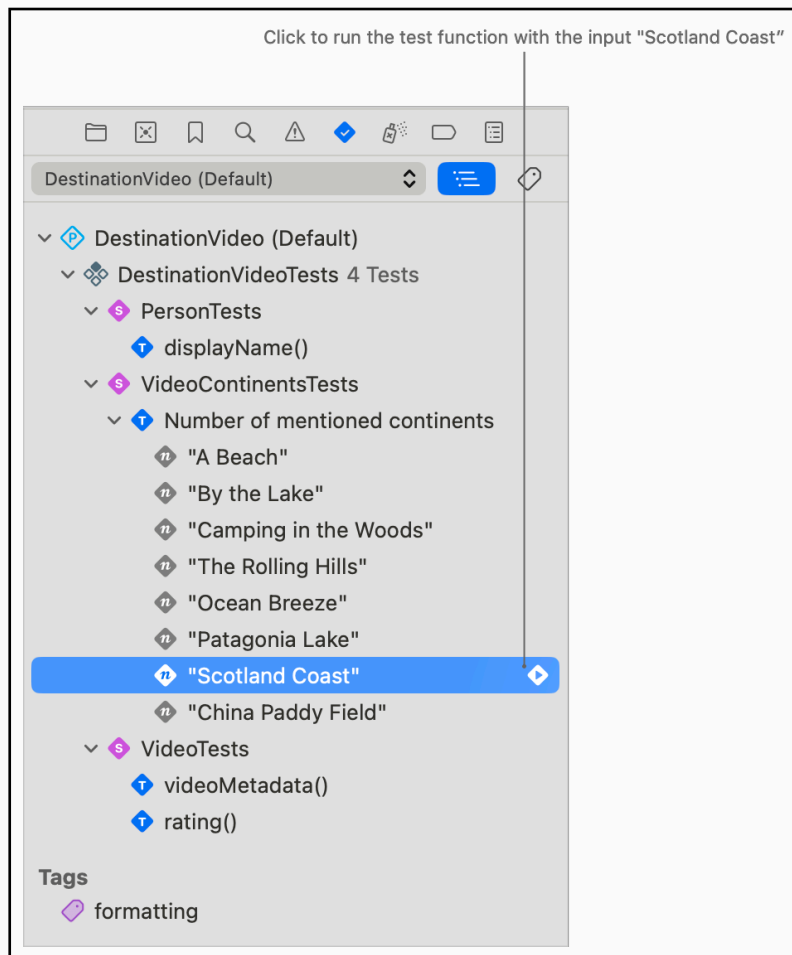 Click to run the test function with the input "Scotland Coast”
DestinationVideo (Default)
P DestinationVideo (Default)
DestinationVideoTests 4 Tests
S PersonTests
T displayName()
S VideoContinentsTests
T Number of mentioned continents
n "A Beach"
n "By the Lake"
n "Camping in the Woods"
n "The Rolling Hills"
n "Ocean Breeze"
n "Patagonia Lake"
n "Scotland Coast"
n "China Paddy Field"
S VideoTests
T videoMetadata()
T rating()
Tags
formatting